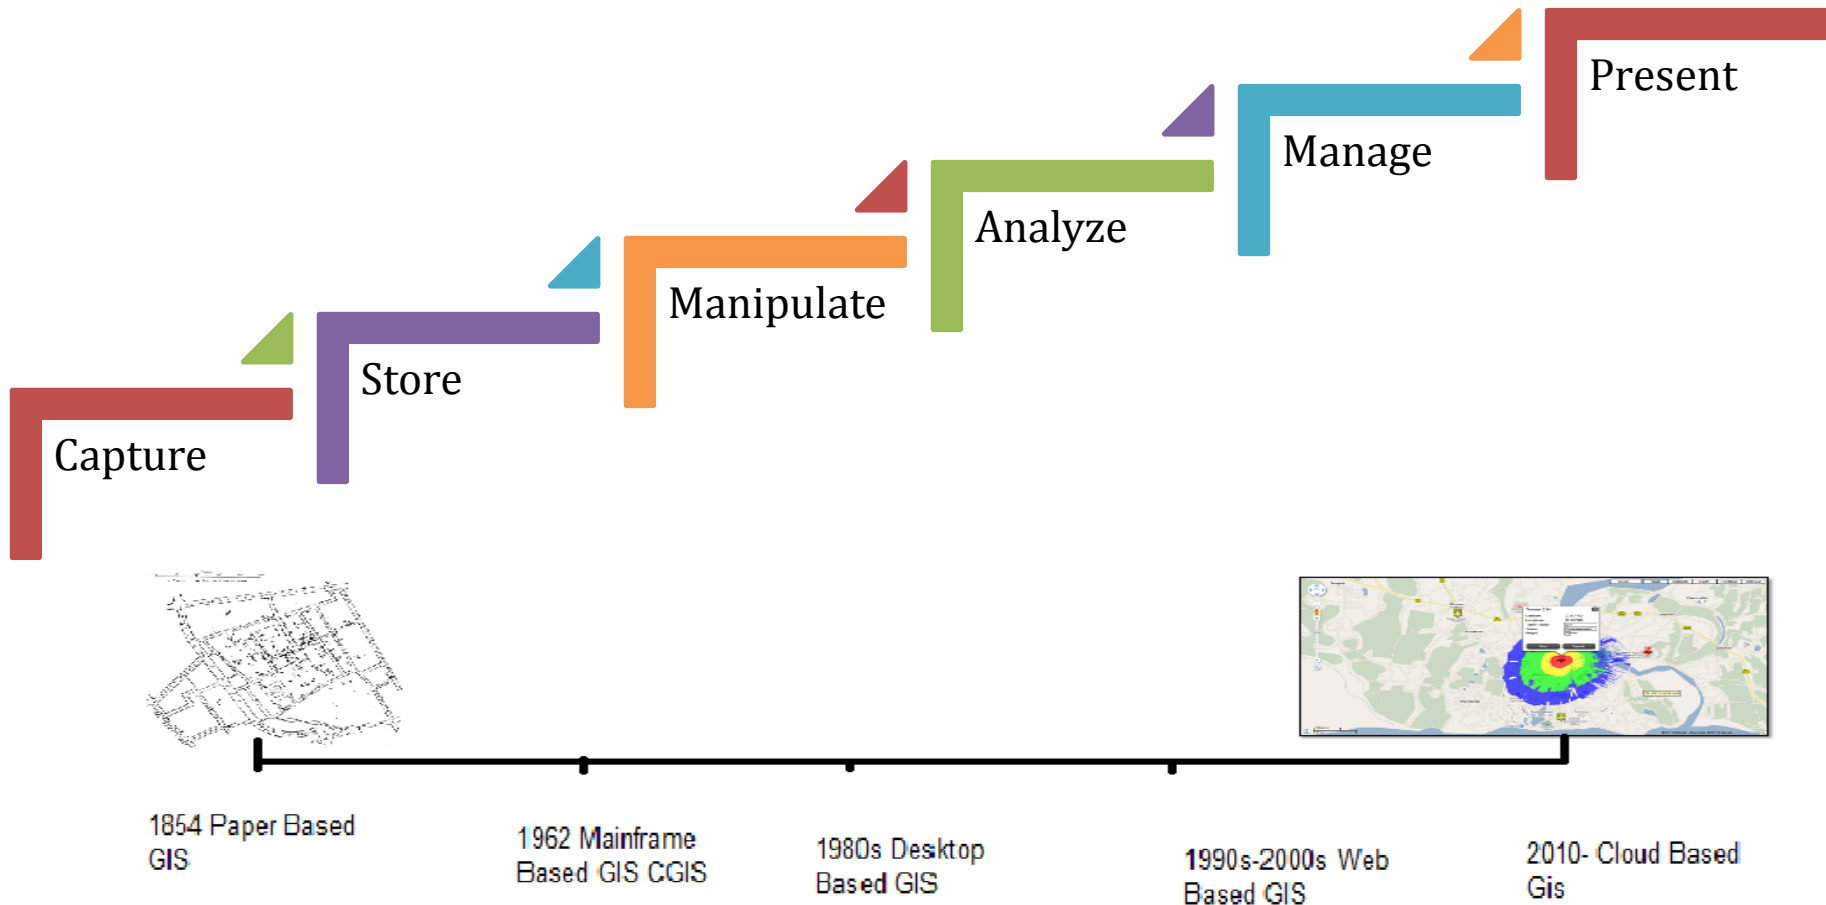 Present
Manage
Analyze
Manipulate
Store
Capture
1854 Paper Based
GIS
1962 Mainframe
Based GIS CGIS
1980s Desktop
Based GIS
1990s-2000s Web
Based GIS
2010- Cloud Based
Gis